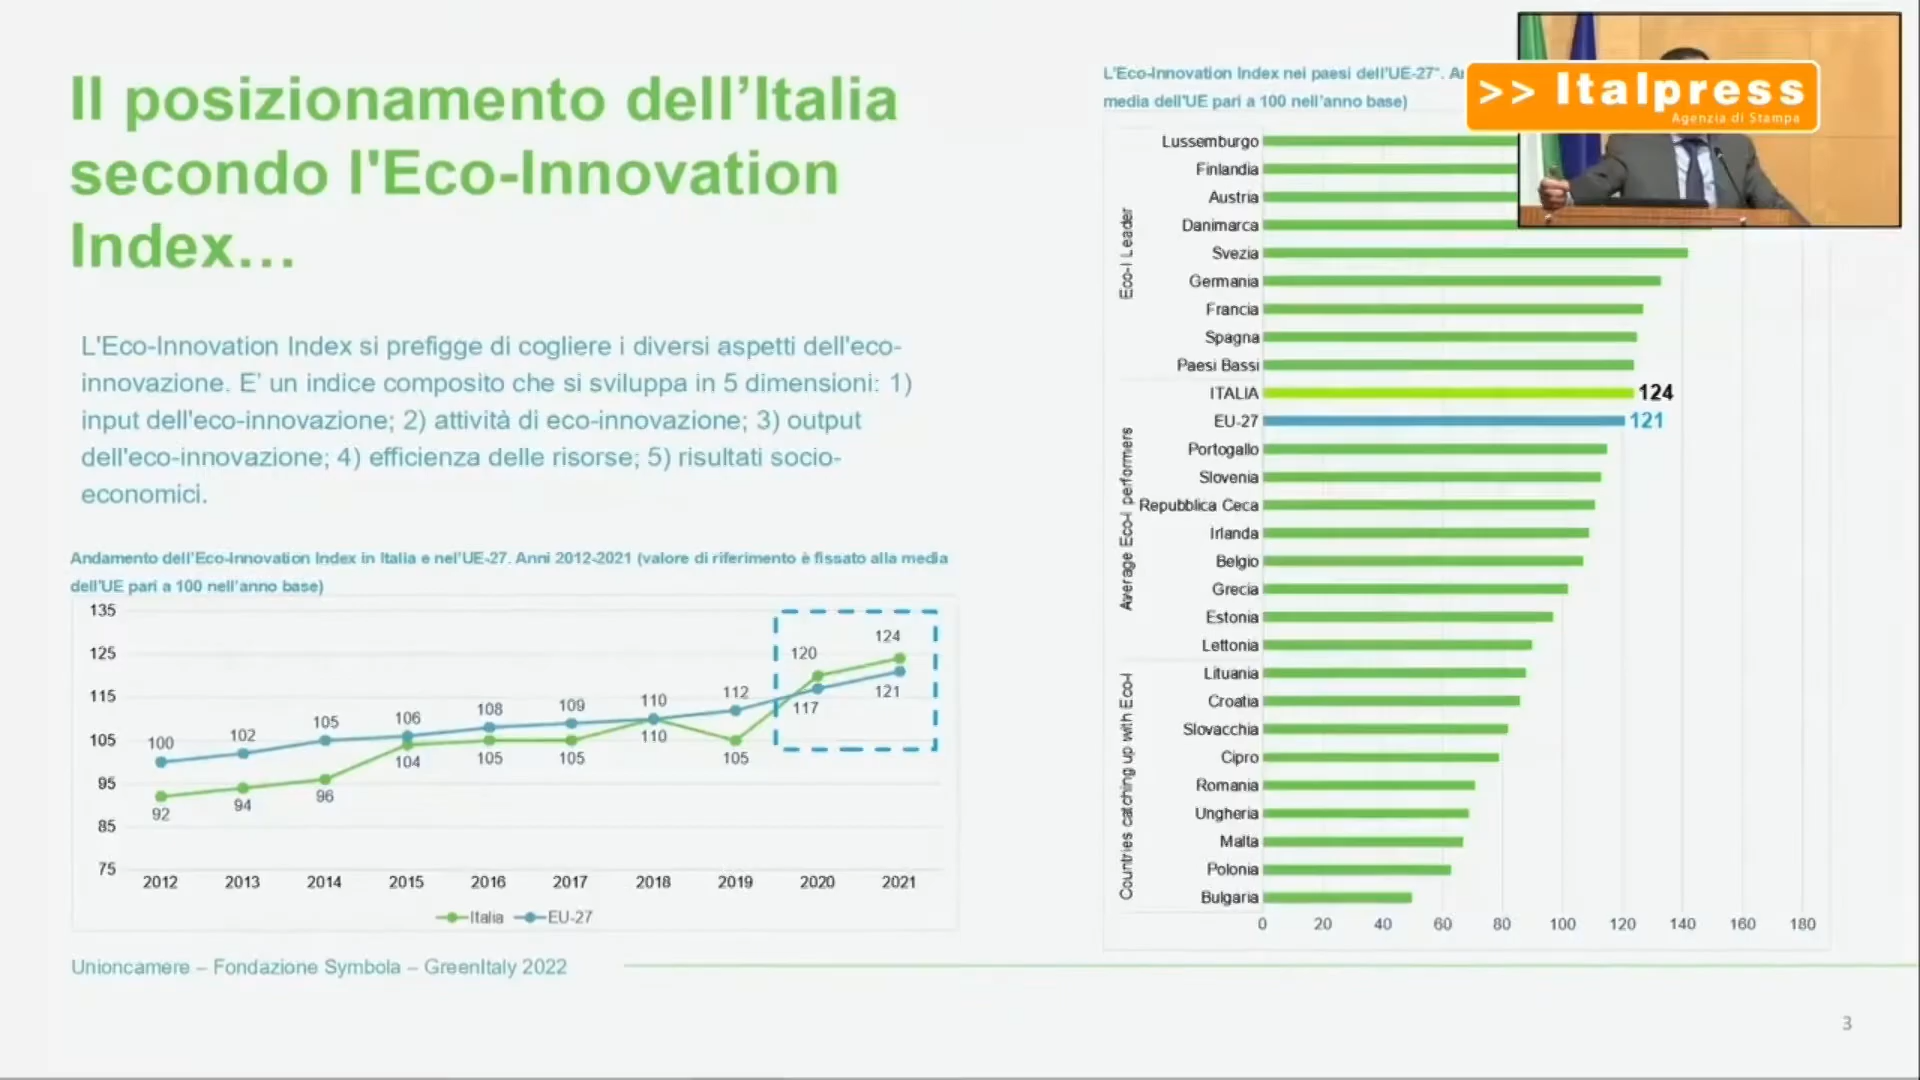 Il posizionamento dell’Italia
secondo l'Eco-Innovation
Index…
L'Eco-Innovation Index si prefigge di cogliere i diversi aspetti dell'eco-
innovazione. E’ un indice composito che si sviluppa in 5 dimensioni: 1)
input dell'eco-innovazione; 2) attività di eco-innovazione; 3) output
dell'eco-innovazione; 4) efficienza delle risorse; 5) risultati socio-
economici.
Andamento dell’Eco-Innovation Index in Italia e nel’UE-27. Anni 2012-2021 (valore di riferimento è fissato alla media
dell’UE pari a 100 nell’anno base)
135
125
115
105
95
85
75
100 102 105 106 108 109 110 112 117 121
92 94 96 104 105 105 110 105 120 124
2012 2013 2014 2015 2016 2017 2018 2019 2020 2021
Italia EU-27
Unioncamere – Fondazione Symbola – GreenItaly 2022
L'Eco-Innovation Index nei paesi dell'UE-27*.
media dell'UE pari a 100 nell'anno base)
>> Italpress
Agenzia di Stampa
Eco-I Leader
Average Eco-I performers
Countries catching up with Eco-I
Lussemburgo
Finlandia
Austria
Danimarca
Svezia
Germania
Francia
Spagna
Paesi Bassi
ITALIA 124
EU-27 121
Portogallo
Slovenia
Repubblica Ceca
Irlanda
Belgio
Grecia
Estonia
Lettonia
Lituania
Croatia
Slovacchia
Cipro
Romania
Ungheria
Malta
Polonia
Bulgaria
0 20 40 60 80 100 120 140 160 180
3